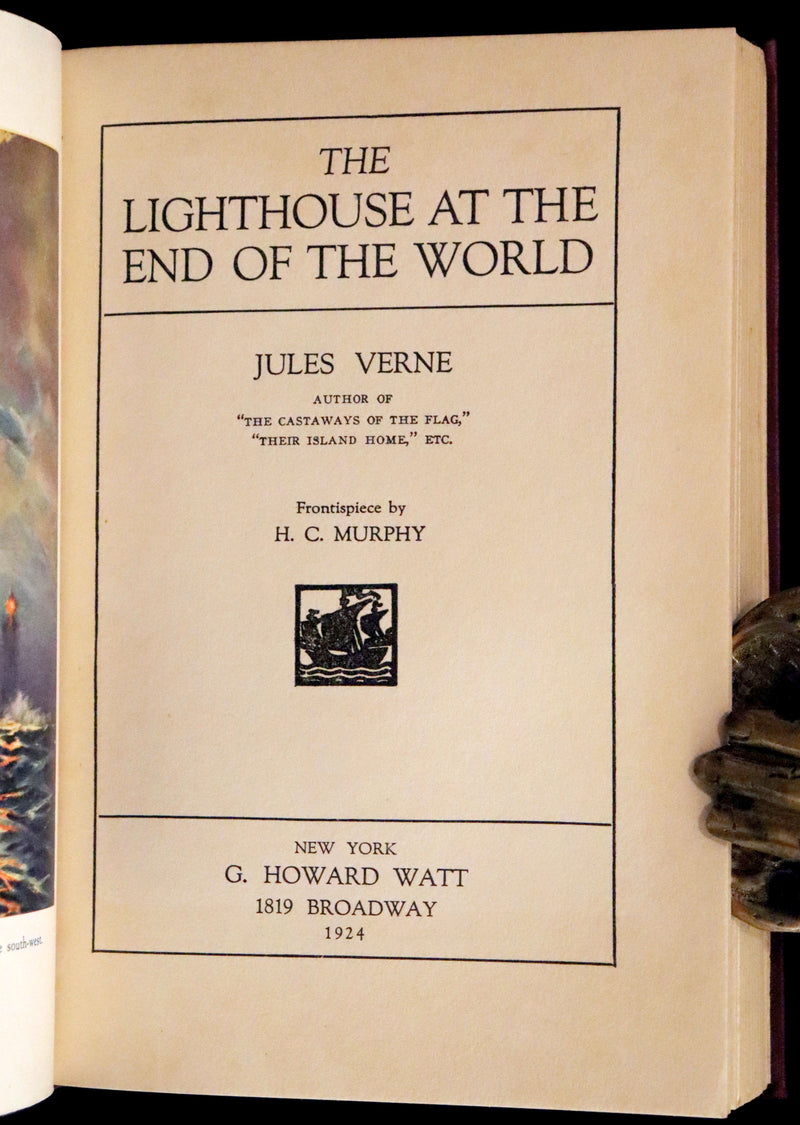 THE
LIGHTHOUSE AT THE
END OF THE WORLD
JULES VERNE
AUTHOR OF
“THE CASTAWAYS OF THE FLAG,”
“THEIR ISLAND HOME,” ETC.
Frontispiece by
H. C. MURPHY
NEW YORK
G. HOWARD WATT
1819 BROADWAY
1924
south-west.